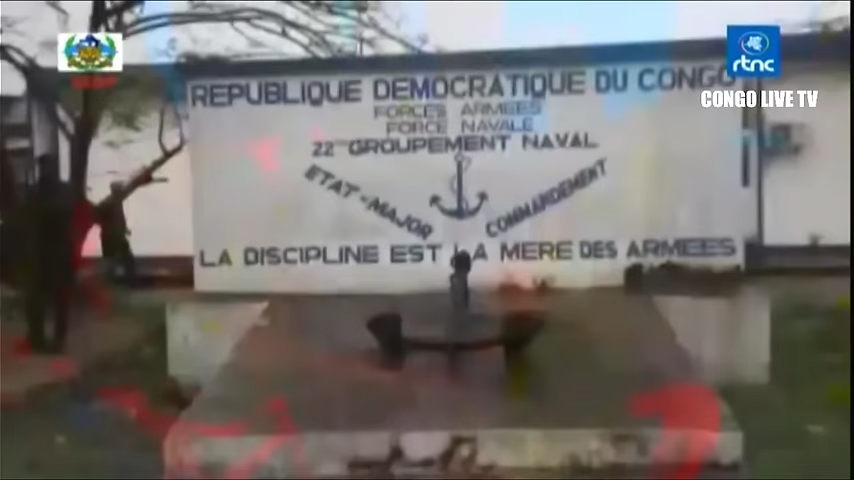 rtnc
CONGO LIVE TV
REPUBLIQUE DEMOCRATIQUE DU CONGO
FORCES ARMEES
FORCE NAVALE
22ème GROUPEMENT NAVAL
ETAT-MAJOR COMMANDEMENT
LA DISCIPLINE EST LA MERE DES ARMEES